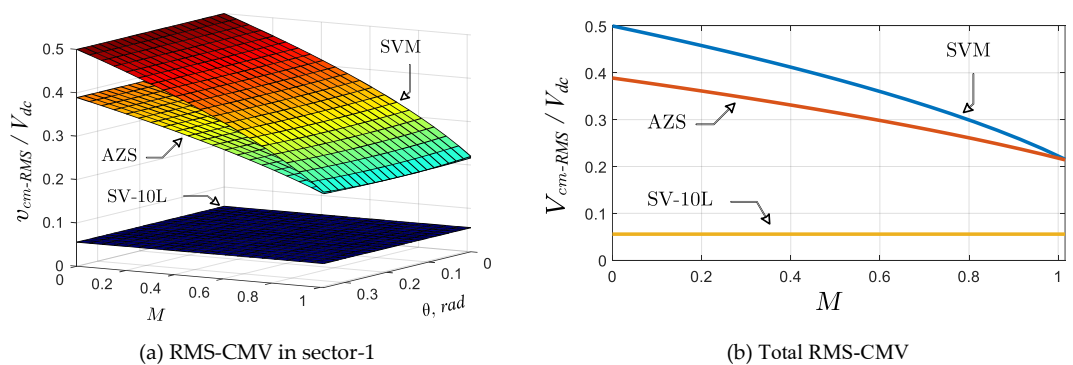 v_cm-RMS / V_dc
0.5
0.4
0.3
0.2
0.1
0
SVM
AZS
SV-10L
0
0.2
0.4
0.6
0.8
1
M
0.3
0.2
0.1
0
θ, rad
(a) RMS-CMV in sector-1
V_cm-RMS / V_dc
0.5
0.4
0.3
0.2
0.1
0
SVM
AZS
SV-10L
0
0.2
0.4
0.6
0.8
1
M
(b) Total RMS-CMV